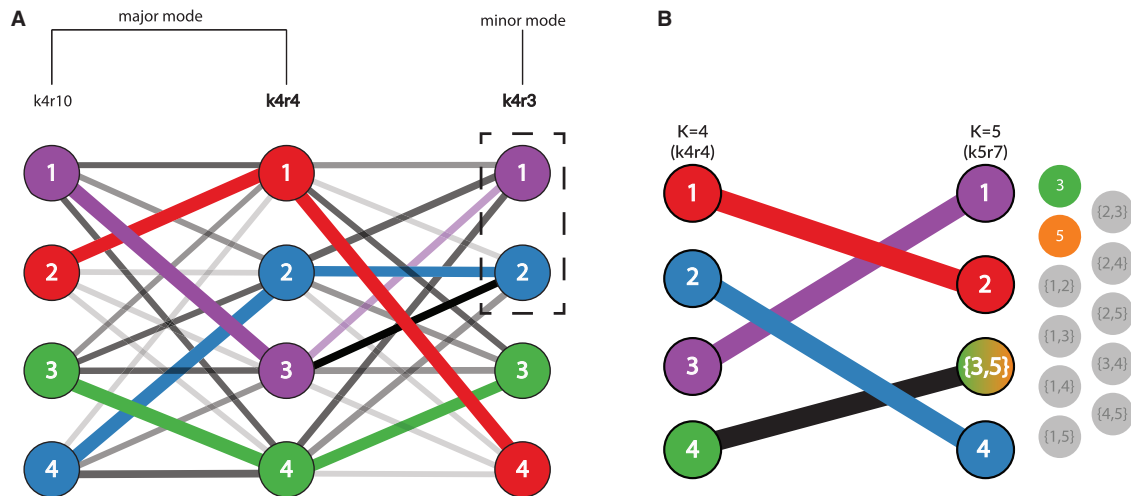 A
major mode
minor mode
k4r10
k4r4
k4r3
1
1
1
2
2
2
3
3
3
4
4
4
B
K=4
(k4r4)
K=5
(k5r7)
1
2
3
4
1
2
{3,5}
4
3
5
{1,2}
{1,3}
{1,4}
{1,5}
{2,3}
{2,4}
{2,5}
{3,4}
{4,5}